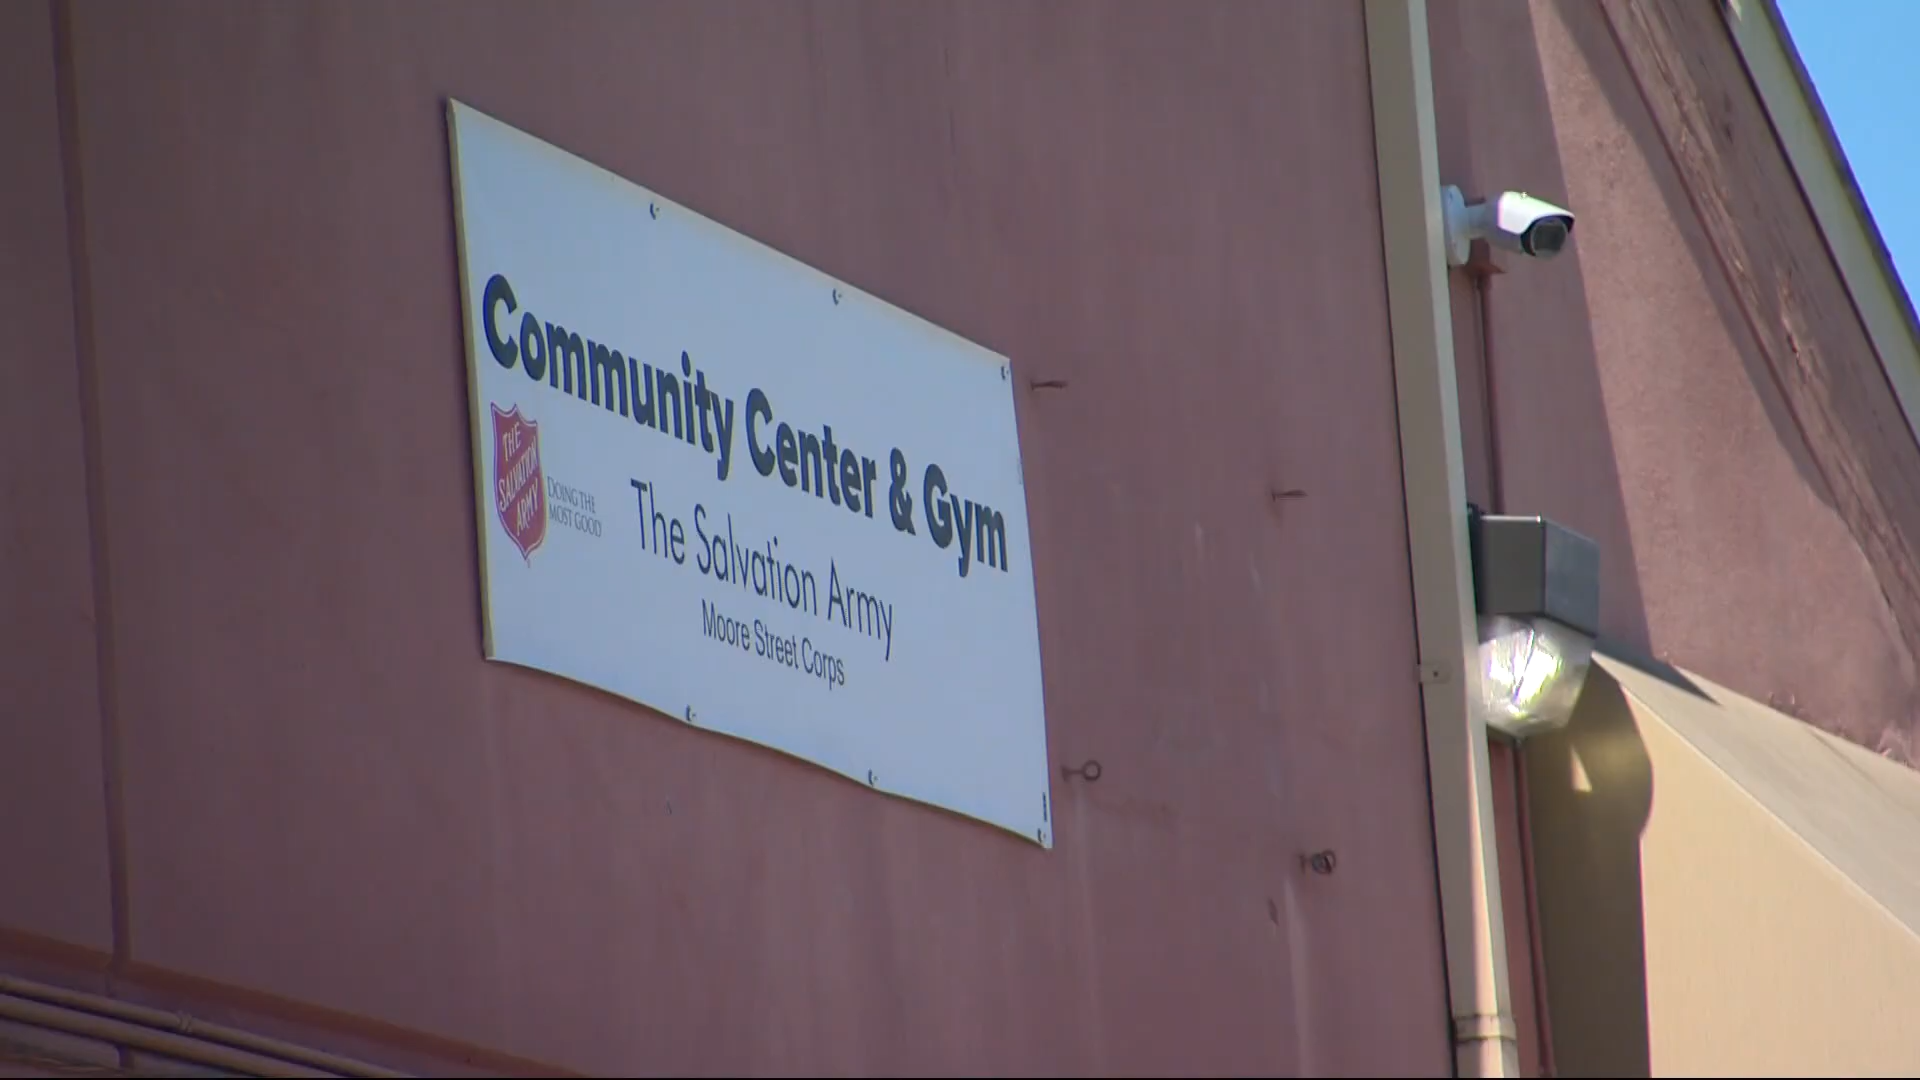 Community Center & Gym
THE
SALVATION
ARMY
DOING THE
MOST GOOD
The Salvation Army
Moore Street Corps